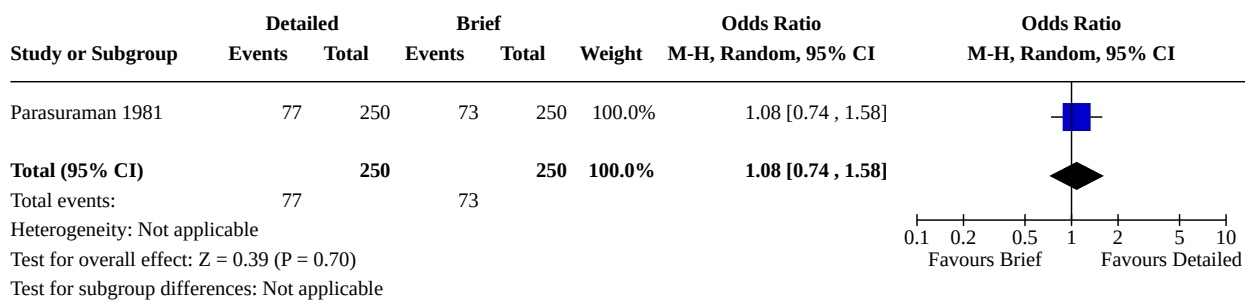 Detailed Brief Odds Ratio Odds Ratio
Study or Subgroup Events Total Events Total Weight M-H, Random, 95% CI M-H, Random, 95% CI
Parasuraman 1981 77 250 73 250 100.0% 1.08 [0.74 , 1.58]
Total (95% CI) 250 250 100.0% 1.08 [0.74 , 1.58]
Total events: 77 73
Heterogeneity: Not applicable
0.1 0.2 0.5 1 2 5 10
Test for overall effect: Z = 0.39 (P = 0.70) Favours Brief Favours Detailed
Test for subgroup differences: Not applicable